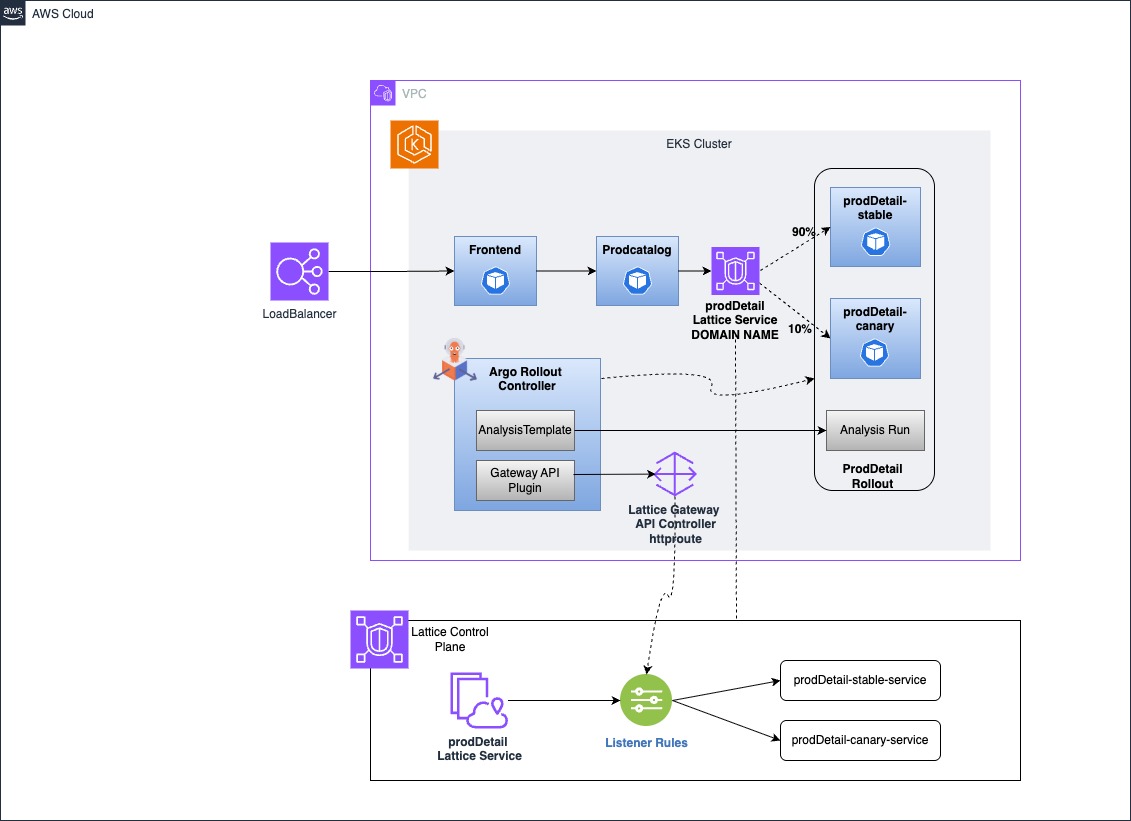 aws
AWS Cloud
VPC
EKS Cluster
LoadBalancer
Frontend
Prodcatalog
prodDetail
Lattice Service
DOMAIN NAME
90%
10%
prodDetail-
stable
prodDetail-
canary
Argo Rollout
Controller
AnalysisTemplate
Gateway API
Plugin
Analysis Run
ProdDetail
Rollout
Lattice Gateway
API Controller
httproute
Lattice Control
Plane
prodDetail
Lattice Service
Listener Rules
prodDetail-stable-service
prodDetail-canary-service
K